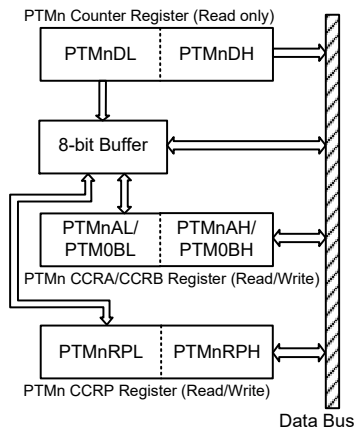 PTMn Counter Register (Read only)
PTMnDL
PTMnDH
8-bit Buffer
PTMnAL/
PTM0BL
PTMnAH/
PTM0BH
PTMn CCRA/CCRB Register (Read/Write)
PTMnRPL
PTMnRPH
PTMn CCRP Register (Read/Write)
Data Bus